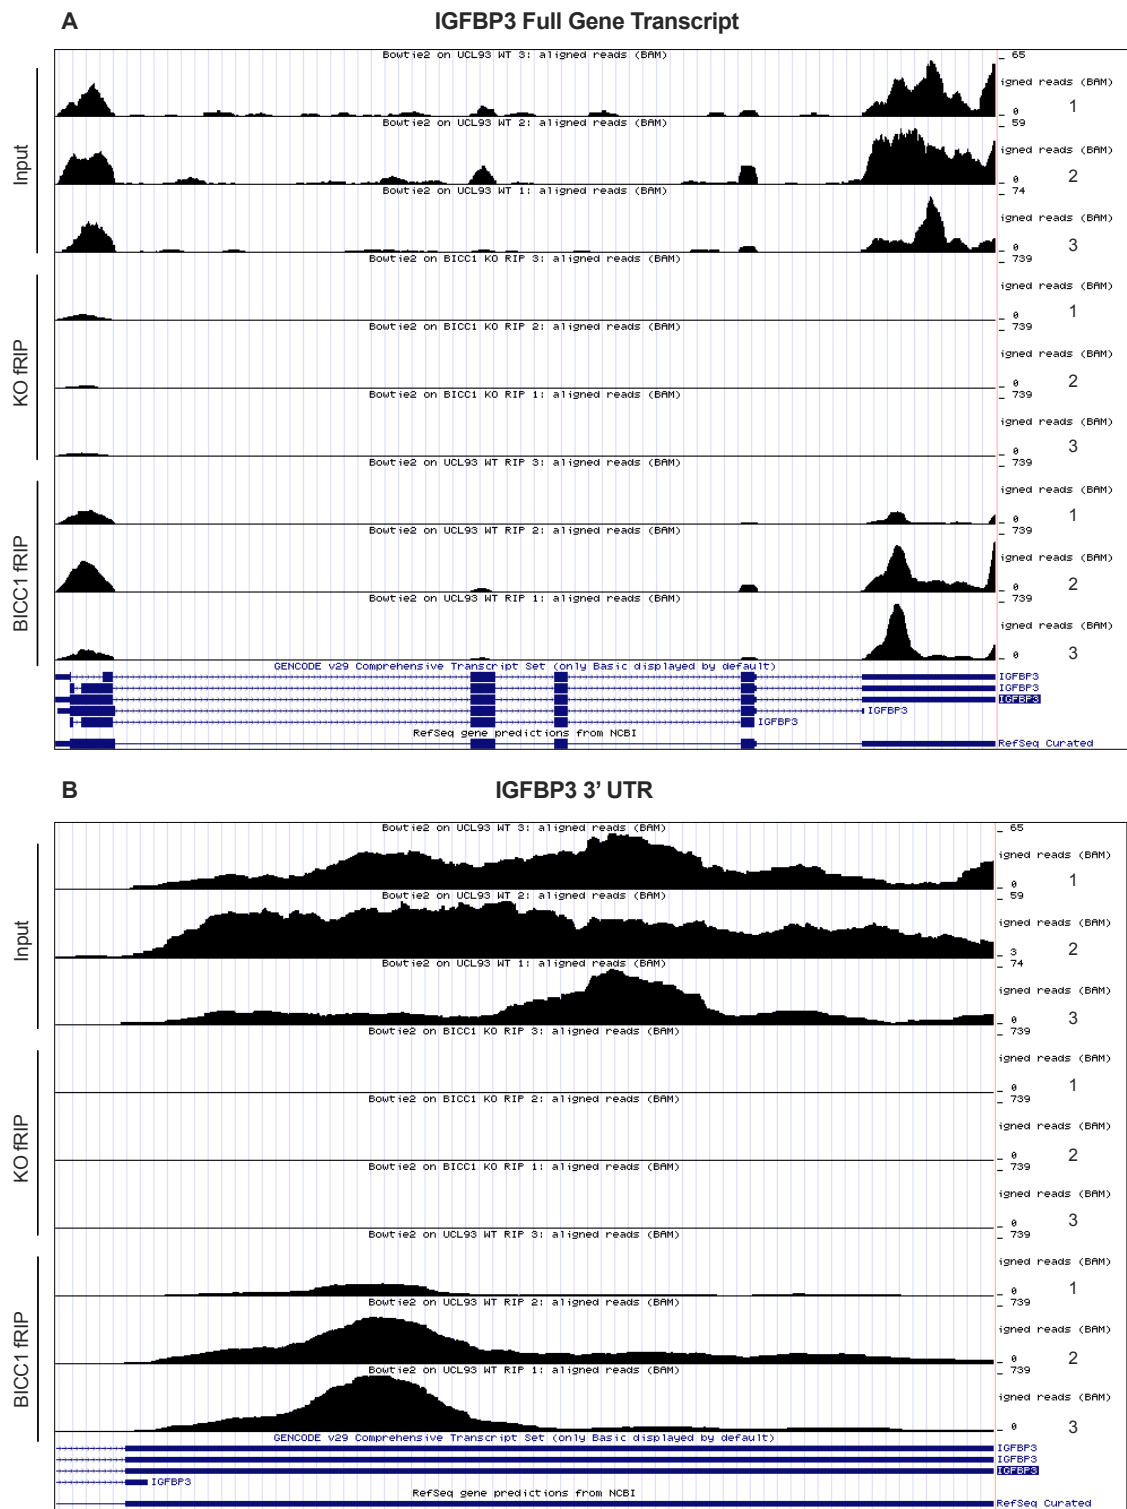 A
IGFBP3 Full Gene Transcript
Input
Bowtie2 on UCL93 WT 3: aligned reads (BAM)
65
igned reads (BAM)
1
0
Bowtie2 on UCL93 WT 2: aligned reads (BAM)
59
igned reads (BAM)
2
0
Bowtie2 on UCL93 WT 1: aligned reads (BAM)
74
igned reads (BAM)
3
0
KO fRIP
Bowtie2 on BICC1 KO RIP 3: aligned reads (BAM)
739
igned reads (BAM)
1
0
Bowtie2 on BICC1 KO RIP 2: aligned reads (BAM)
739
igned reads (BAM)
2
0
Bowtie2 on BICC1 KO RIP 1: aligned reads (BAM)
739
igned reads (BAM)
3
0
BICC1 fRIP
Bowtie2 on UCL93 WT RIP 3: aligned reads (BAM)
739
igned reads (BAM)
1
0
Bowtie2 on UCL93 WT RIP 2: aligned reads (BAM)
739
igned reads (BAM)
2
0
Bowtie2 on UCL93 WT RIP 1: aligned reads (BAM)
739
igned reads (BAM)
3
0
GENCODE v29 Comprehensive Transcript Set (only Basic displayed by default)
IGFBP3
IGFBP3
IGFBP3
IGFBP3
IGFBP3
RefSeq gene predictions from NCBI
RefSeq Curated
B
IGFBP3 3’ UTR
Input
Bowtie2 on UCL93 WT 3: aligned reads (BAM)
65
igned reads (BAM)
1
0
Bowtie2 on UCL93 WT 2: aligned reads (BAM)
59
igned reads (BAM)
2
3
Bowtie2 on UCL93 WT 1: aligned reads (BAM)
74
igned reads (BAM)
3
0
KO fRIP
Bowtie2 on BICC1 KO RIP 3: aligned reads (BAM)
739
igned reads (BAM)
1
0
Bowtie2 on BICC1 KO RIP 2: aligned reads (BAM)
739
igned reads (BAM)
2
0
Bowtie2 on BICC1 KO RIP 1: aligned reads (BAM)
739
igned reads (BAM)
3
0
BICC1 fRIP
Bowtie2 on UCL93 WT RIP 3: aligned reads (BAM)
739
igned reads (BAM)
1
0
Bowtie2 on UCL93 WT RIP 2: aligned reads (BAM)
739
igned reads (BAM)
2
0
Bowtie2 on UCL93 WT RIP 1: aligned reads (BAM)
739
igned reads (BAM)
3
0
GENCODE v29 Comprehensive Transcript Set (only Basic displayed by default)
IGFBP3
IGFBP3
IGFBP3
IGFBP3
RefSeq gene predictions from NCBI
RefSeq Curated